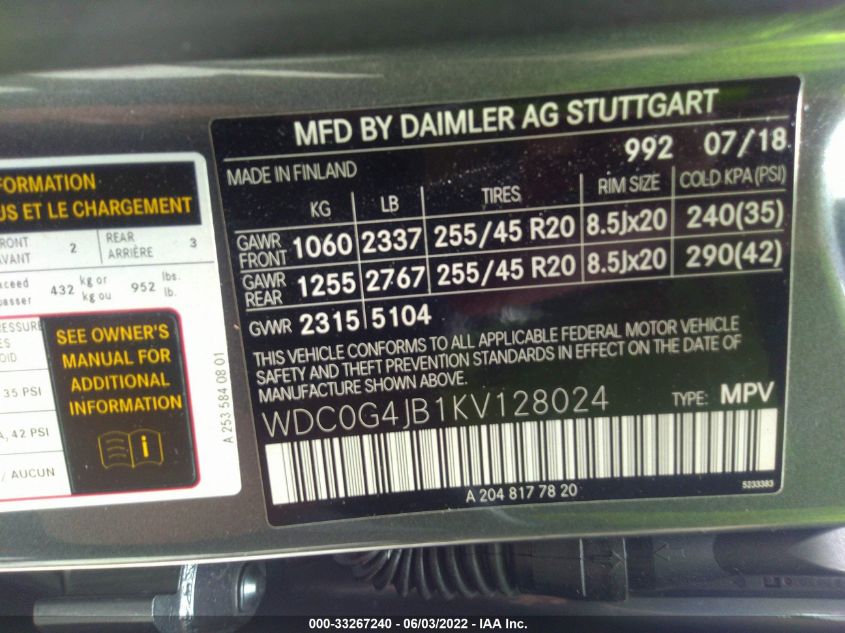 FORMATION
US ET LE CHARGEMENT
FRONT
AVANT
2
REAR
ARRIÈRE
3
exceed
432
kg or
kg ou
952
lbs.
lb.
35 PSI
42 PSI
/ AUCUN
SEE OWNER'S
MANUAL FOR
ADDITIONAL
INFORMATION
A 253 584 08 01
MFD BY DAIMLER AG STUTTGART
992 07/18
MADE IN FINLAND
KG LB TIRES RIM SIZE COLD KPA (PSI)
GAWR FRONT 1060 2337 255/45 R20 8.5Jx20 240(35)
GAWR REAR 1255 2767 255/45 R20 8.5Jx20 290(42)
GVWR 2315 5104
THIS VEHICLE CONFORMS TO ALL APPLICABLE FEDERAL MOTOR VEHICLE
SAFETY AND THEFT PREVENTION STANDARDS IN EFFECT ON THE DATE OF
MANUFACTURE SHOWN ABOVE.
WDC0G4JB1KV128024 TYPE: MPV
A 204 817 78 20
5233383
000-33267240 - 06/03/2022 - IAA Inc.